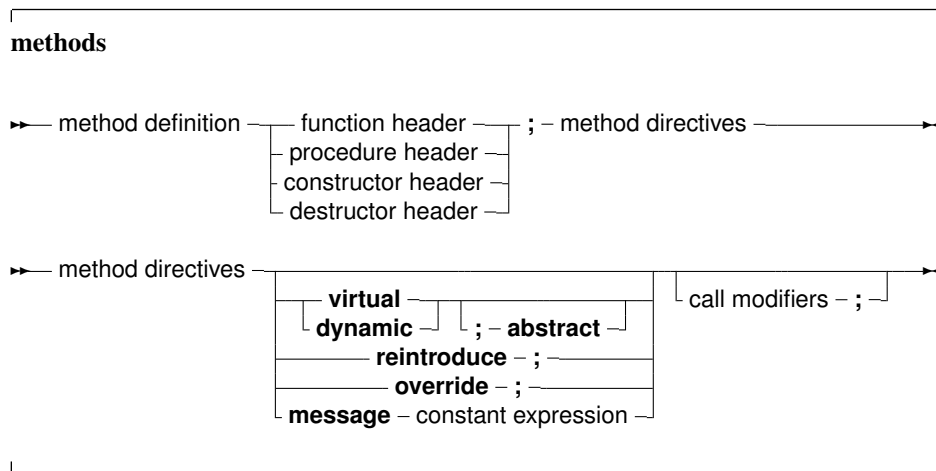 methods
method definition function header ; method directives
procedure header
constructor header
destructor header
method directives
virtual call modifiers ;
dynamic ; abstract
reintroduce ;
override ;
message constant expression